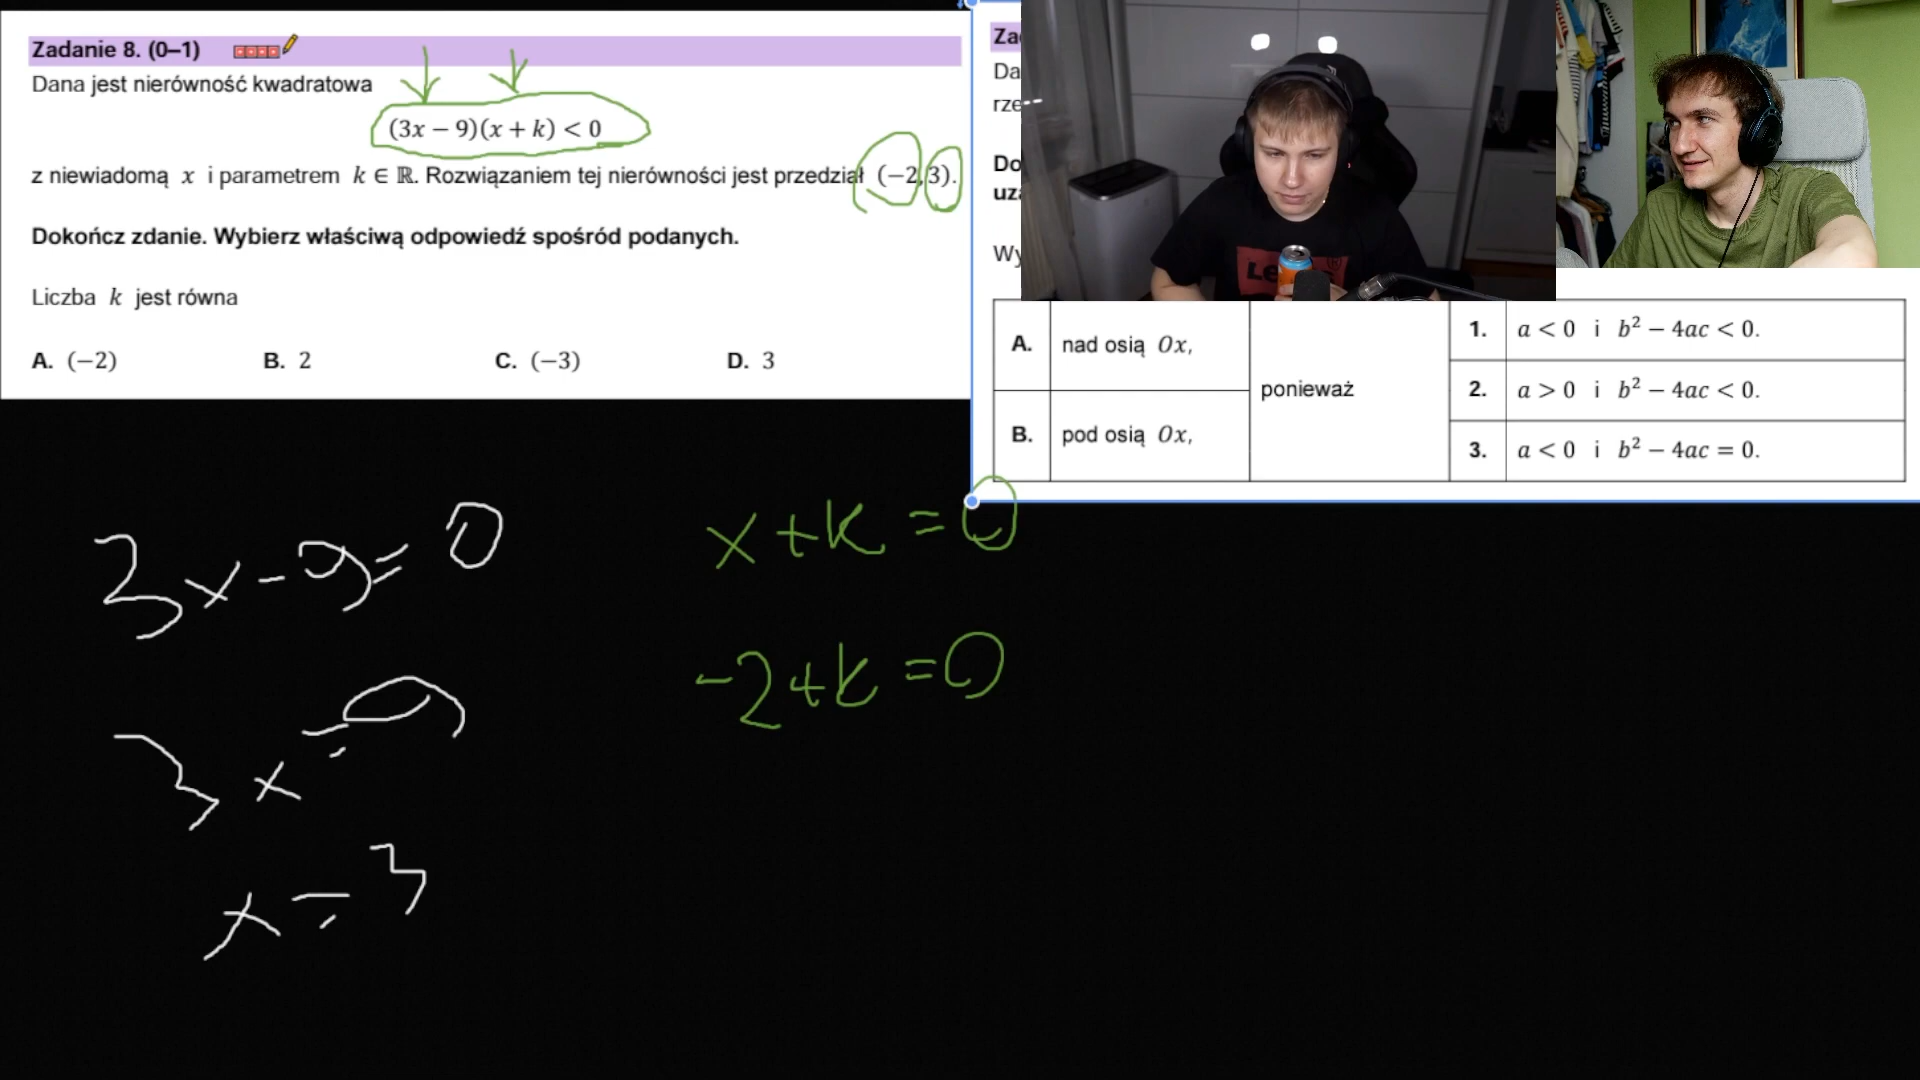 Zadanie 8. (0–1)
Dana jest nierówność kwadratowa
(3x − 9)(x + k) < 0
z niewiadomą x i parametrem k ∈ ℝ. Rozwiązaniem tej nierówności jest przedział (−2, 3).
Dokończ zdanie. Wybierz właściwą odpowiedź spośród podanych.
Liczba k jest równa
A. (−2) B. 2 C. (−3) D. 3
Za
Da
rze
Do
uza
Wy
A. nad osią Ox,
B. pod osią Ox,
ponieważ
1. a < 0 i b² − 4ac < 0.
2. a > 0 i b² − 4ac < 0.
3. a < 0 i b² − 4ac = 0.
3x - 9 = 0
3x = 9
x = 3
x + k = 0
-2 + k = 0
Le